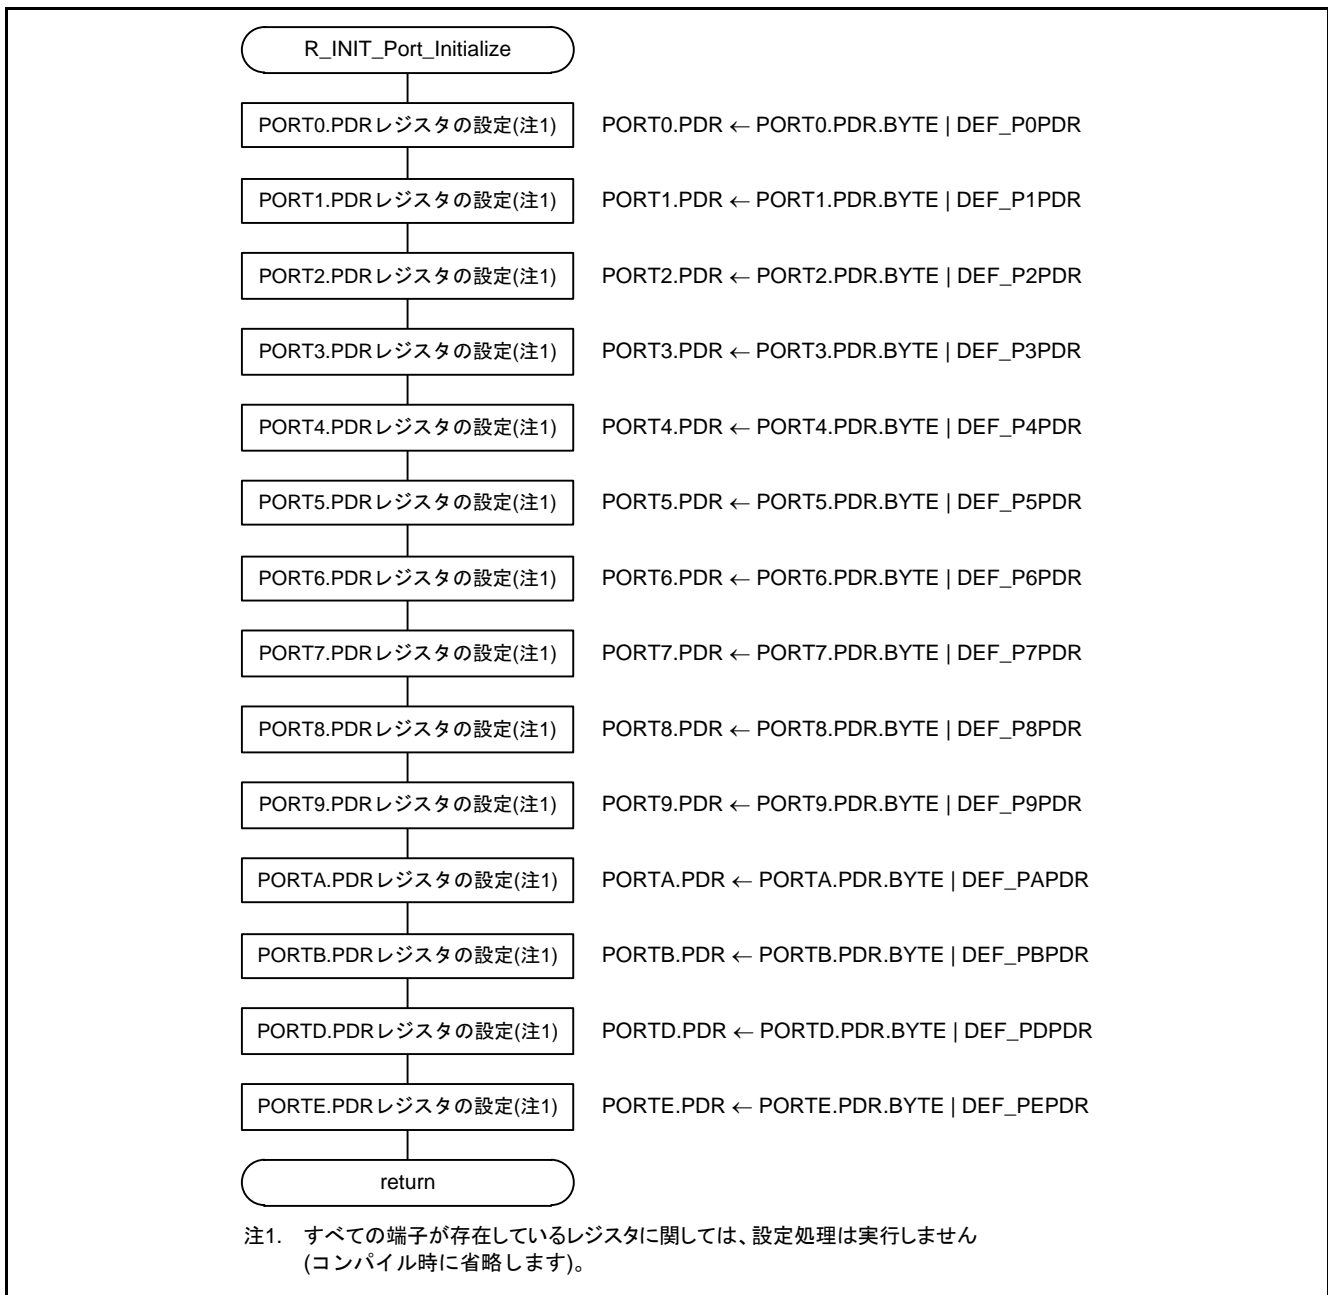 R_INIT_Port_Initialize
PORT0.PDRレジスタの設定(注1) PORT0.PDR ← PORT0.PDR.BYTE | DEF_P0PDR
PORT1.PDRレジスタの設定(注1) PORT1.PDR ← PORT1.PDR.BYTE | DEF_P1PDR
PORT2.PDRレジスタの設定(注1) PORT2.PDR ← PORT2.PDR.BYTE | DEF_P2PDR
PORT3.PDRレジスタの設定(注1) PORT3.PDR ← PORT3.PDR.BYTE | DEF_P3PDR
PORT4.PDRレジスタの設定(注1) PORT4.PDR ← PORT4.PDR.BYTE | DEF_P4PDR
PORT5.PDRレジスタの設定(注1) PORT5.PDR ← PORT5.PDR.BYTE | DEF_P5PDR
PORT6.PDRレジスタの設定(注1) PORT6.PDR ← PORT6.PDR.BYTE | DEF_P6PDR
PORT7.PDRレジスタの設定(注1) PORT7.PDR ← PORT7.PDR.BYTE | DEF_P7PDR
PORT8.PDRレジスタの設定(注1) PORT8.PDR ← PORT8.PDR.BYTE | DEF_P8PDR
PORT9.PDRレジスタの設定(注1) PORT9.PDR ← PORT9.PDR.BYTE | DEF_P9PDR
PORTA.PDRレジスタの設定(注1) PORTA.PDR ← PORTA.PDR.BYTE | DEF_PAPDR
PORTB.PDRレジスタの設定(注1) PORTB.PDR ← PORTB.PDR.BYTE | DEF_PBPDR
PORTD.PDRレジスタの設定(注1) PORTD.PDR ← PORTD.PDR.BYTE | DEF_PDPDR
PORTE.PDRレジスタの設定(注1) PORTE.PDR ← PORTE.PDR.BYTE | DEF_PEPDR
return
注1. すべての端子が存在しているレジスタに関しては、設定処理は実行しません
(コンパイル時に省略します)。